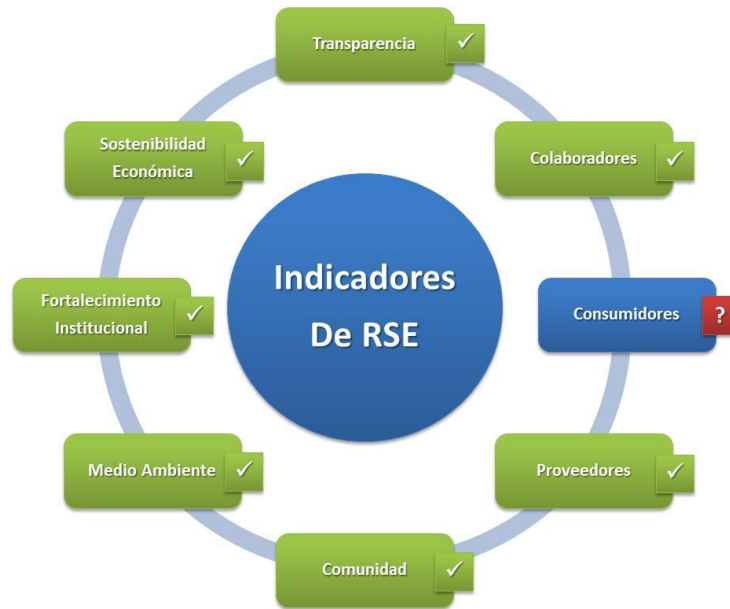 Transparencia
✓
Colaboradores
✓
Consumidores
?
Proveedores
✓
Comunidad
✓
Medio Ambiente
✓
Fortalecimiento
Institucional
✓
Sostenibilidad
Económica
✓
Indicadores
De RSE